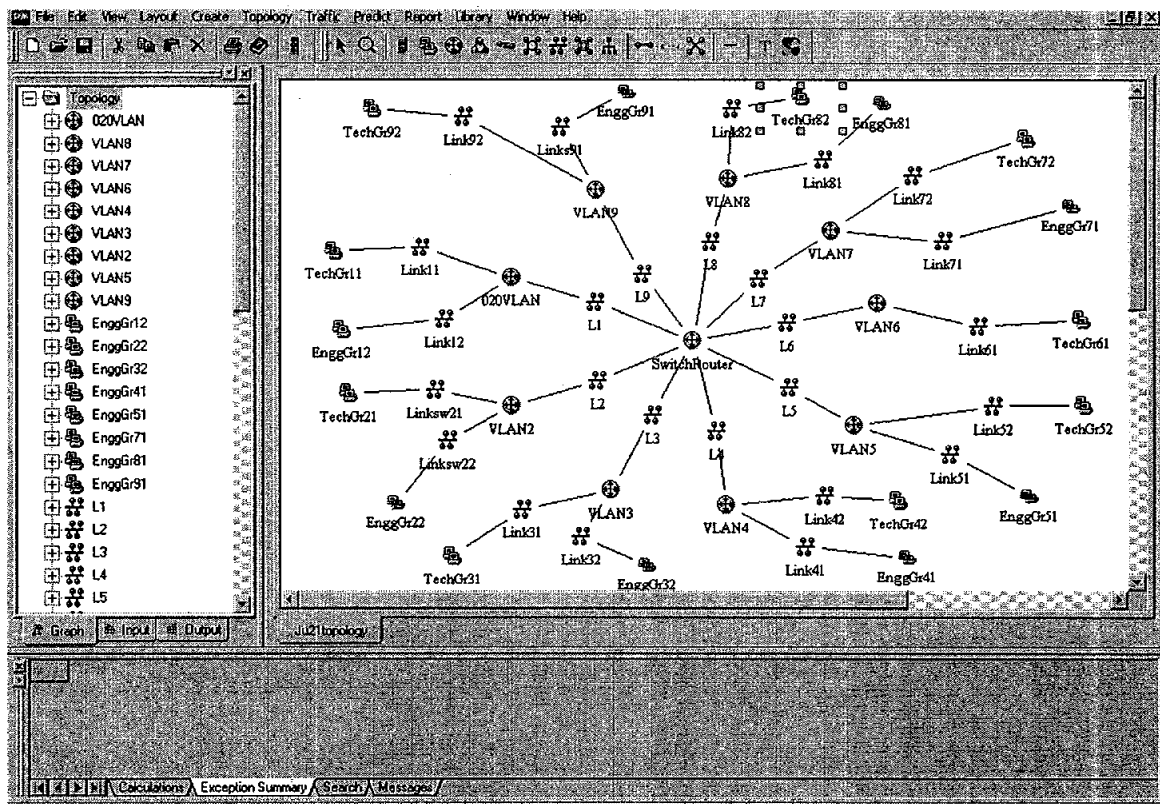 File Edit View Layout Create Topology Traffic Predict Report Library Window Help
Topology
020VLAN
VLAN8
VLAN7
VLAN6
VLAN4
VLAN3
VLAN2
VLAN5
VLAN9
EnggGr12
EnggGr22
EnggGr32
EnggGr41
EnggGr51
EnggGr71
EnggGr81
EnggGr91
L1
L2
L3
L4
L5
Graph Input Output
TechGr92
Link92
EnggGr91
Links91
Link82
TechGr82
EnggGr81
TechGr72
VLAN9
VLAN8
Link81
Link72
EnggGr71
TechGr11
Link11
L9
L8
L7
VLAN7
Link71
020VLAN
L1
EnggGr12
Link12
L6
VLAN6
Link61
TechGr61
SwitchRouter
TechGr21
Linksw21
VLAN2
L2
L3
L4
L5
VLAN5
Link52
TechGr52
Linksw22
Link51
EnggGr22
EnggGr51
Link31
VLAN3
VLAN4
Link42
TechGr42
TechGr31
Link32
EnggGr32
Link41
EnggGr41
Ju21topology
Calculations Exception Summary Search Messages